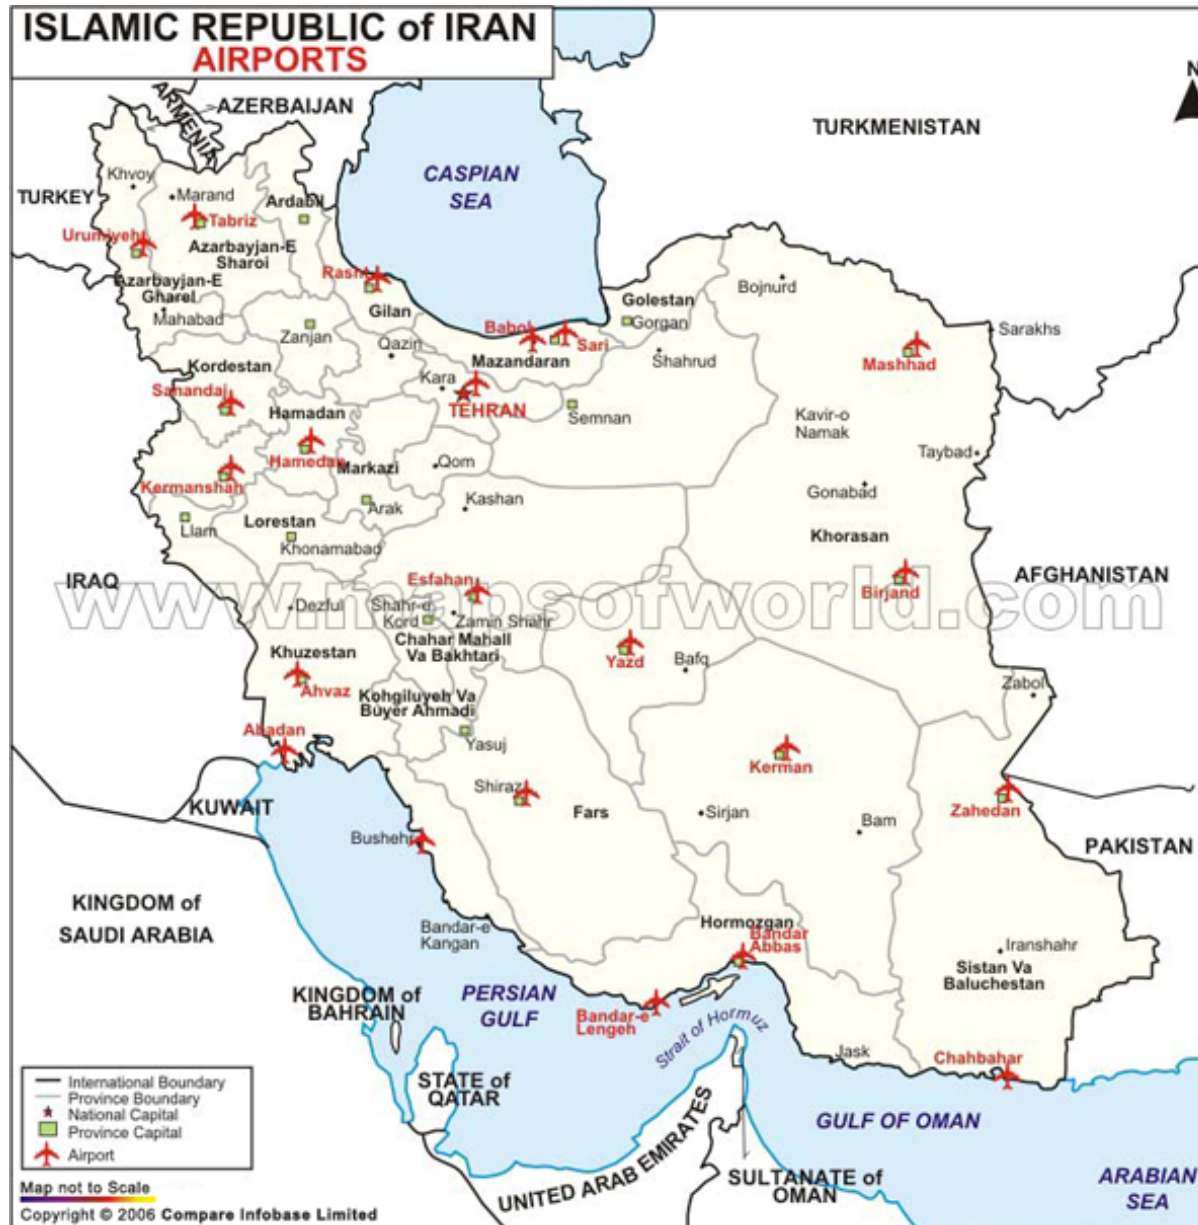 ISLAMIC REPUBLIC of IRAN
AIRPORTS
N
ARMENIA
AZERBAIJAN
TURKMENISTAN
CASPIAN
SEA
TURKEY
Khvoy
Marand
Ardabil
Tabriz
Urumiyeh
Azarbayjan-E
Sharoi
Rasht
Azarbayjan-E
Gharel
Mahabad
Gilan
Zanjan
Qazin
Babol
Sari
Mazandaran
Golestan
Gorgan
Shahrud
Bojnurd
Sarakhs
Mashhad
Kordestan
Sanandaj
Hamadan
Kara
TEHRAN
Semnan
Kavir-o
Namak
Taybad
Hamedan
Markazi
Qom
Kermanshah
Kashan
Gonabad
Arak
Llam
Lorestan
Khonamabad
Khorasan
IRAQ
AFGHANISTAN
www.mapsofworld.com
Esfahan
Birjand
Dezful
Shahr-e
Kord
Zamin Shahr
Chahar Mahall
Va Bakhtari
Khuzestan
Yazd
Bafq
Ahvaz
Kohgiluyeh Va
Buyer Ahmadi
Zabol
Abadan
Yasuj
Kerman
Shiraz
KUWAIT
Fars
Sirjan
Bam
Zahedan
Bushehr
PAKISTAN
KINGDOM of
SAUDI ARABIA
Bandar-e
Kangan
Hormozgan
Bandar
Abbas
Iranshahr
Sistan Va
Baluchestan
KINGDOM of
BAHRAIN
PERSIAN
GULF
Bandar-e
Lengeh
Strait of Hormuz
Jask
Chahbahar
STATE of
QATAR
GULF OF OMAN
UNITED ARAB EMIRATES
SULTANATE of
OMAN
ARABIAN
SEA
International Boundary
Province Boundary
National Capital
Province Capital
Airport
Map not to Scale
Copyright © 2006 Compare Infobase Limited